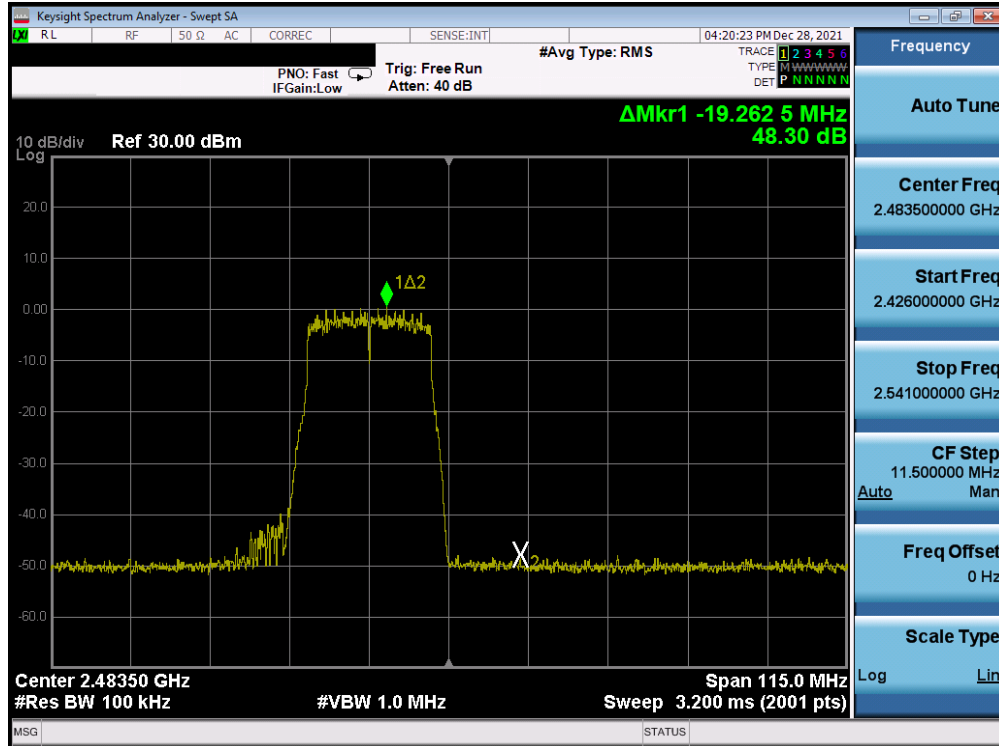 Keysight Spectrum Analyzer - Swept SA
LXI RL RF 50 Ω AC CORREC SENSE:INT 04:20:23 PM Dec 28, 2021
#Avg Type: RMS TRACE 1 2 3 4 5 6
PNO: Fast Trig: Free Run TYPE M WWWWW
IFGain:Low Atten: 40 dB DET P N N N N N
ΔMkr1 -19.262 5 MHz
48.30 dB
10 dB/div Ref 30.00 dBm
Log
20.0
10.0
1Δ2
0.00
-10.0
-20.0
-30.0
-40.0
X2
-50.0
-60.0
Center 2.48350 GHz Span 115.0 MHz
#Res BW 100 kHz #VBW 1.0 MHz Sweep 3.200 ms (2001 pts)
MSG STATUS
Frequency
Auto Tune
Center Freq
2.483500000 GHz
Start Freq
2.426000000 GHz
Stop Freq
2.541000000 GHz
CF Step
11.500000 MHz
Auto Man
Freq Offset
0 Hz
Scale Type
Log Lin